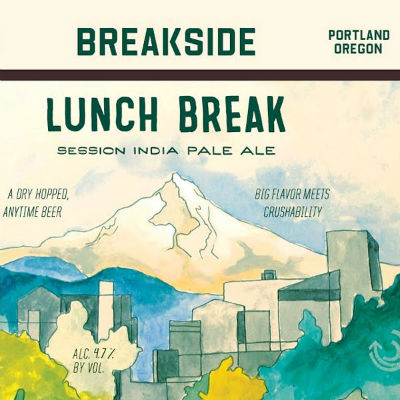 BREAKSIDE
PORTLAND
OREGON
LUNCH BREAK
SESSION INDIA PALE ALE
A DRY HOPPED,
ANYTIME BEER
BIG FLAVOR MEETS
CRUSHABILITY
ALC. 4.7%
BY VOL.